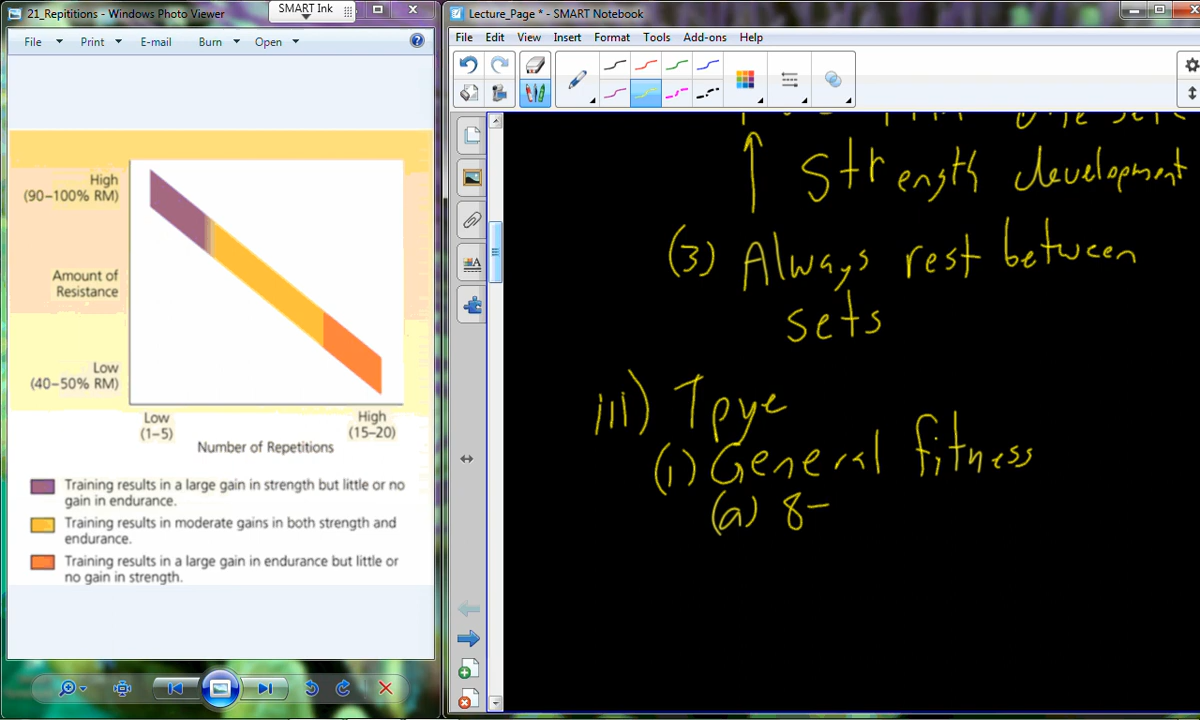 21_Repititions - Windows Photo Viewer
SMART Ink
File Print E-mail Burn Open
High
(90–100% RM)
Amount of
Resistance
Low
(40–50% RM)
Low
(1–5)
High
(15–20)
Number of Repetitions
Training results in a large gain in strength but little or no
gain in endurance.
Training results in moderate gains in both strength and
endurance.
Training results in a large gain in endurance but little or
no gain in strength.
Lecture_Page * - SMART Notebook
File Edit View Insert Format Tools Add-ons Help
↑ Strength development
(3) Always rest between
sets
iii) Tpye
(1) General fitness
(a) 8-